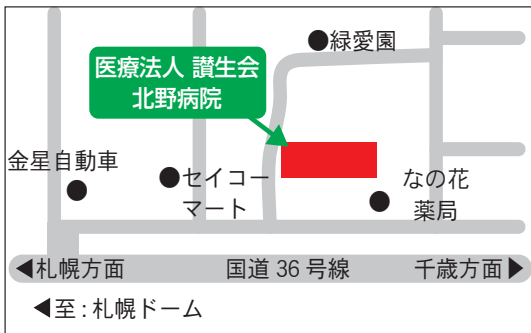 ●緑愛園
医療法人 讃生会
北野病院
金星自動車
●セイコー
マート
なの花
薬局
◀札幌方面
国道 36 号線
千歳方面▶
◀至：札幌ドーム